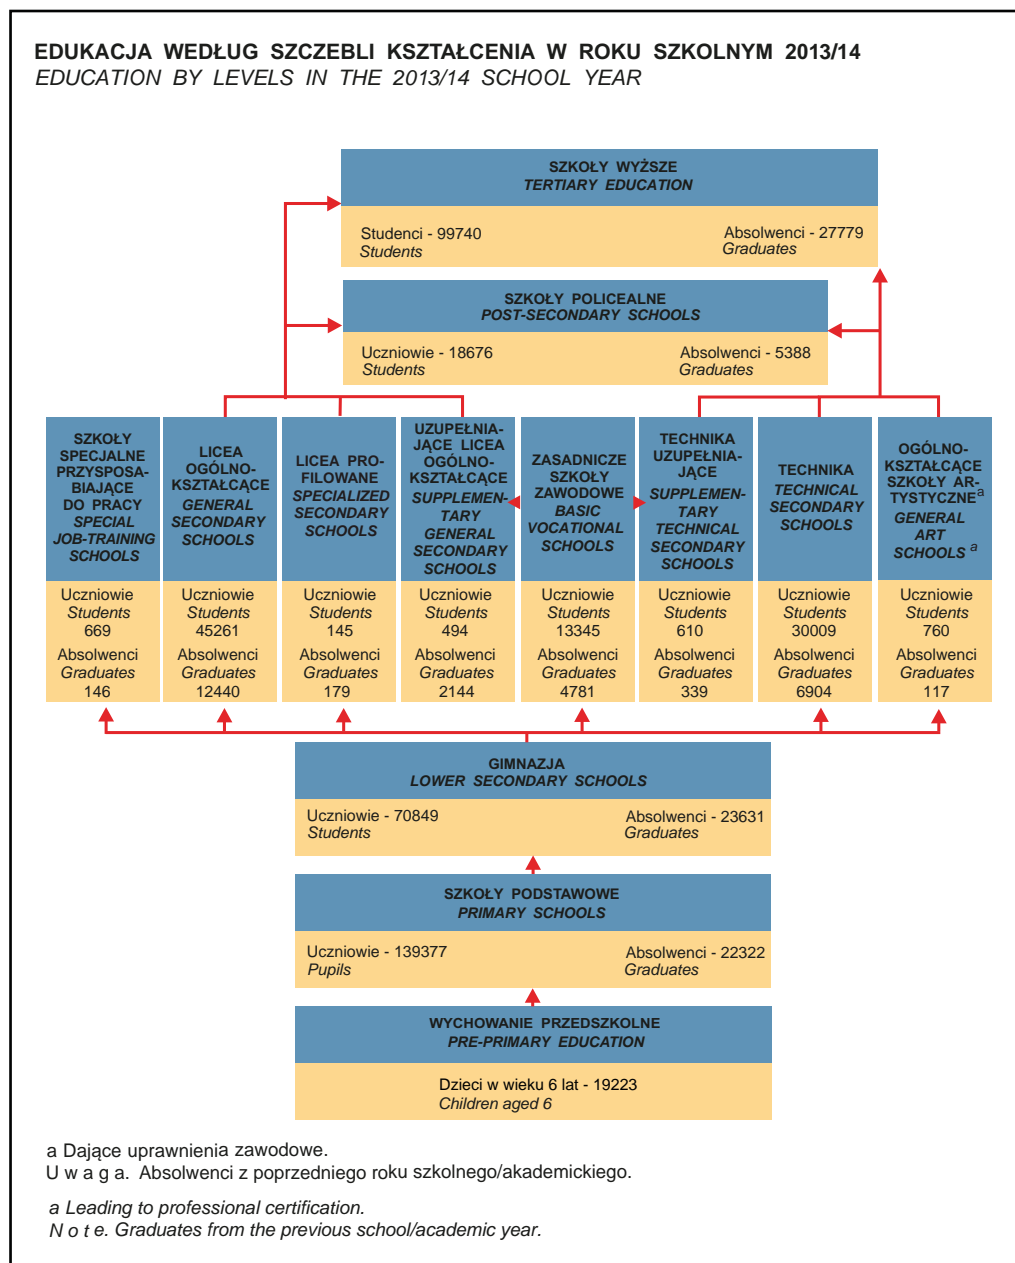 EDUKACJA WEDŁUG SZCZEBLI KSZTAŁCENIA W ROKU SZKOLNYM 2013/14
EDUCATION BY LEVELS IN THE 2013/14 SCHOOL YEAR
SZKOŁY WYŻSZE
TERTIARY EDUCATION
Studenci - 99740
Students
Absolwenci - 27779
Graduates
SZKOŁY POLICEALNE
POST-SECONDARY SCHOOLS
Uczniowie - 18676
Students
Absolwenci - 5388
Graduates
SZKOŁY
SPECJALNE
PRZYSPOSA-
BIAJĄCE
DO PRACY
SPECIAL
JOB-TRAINING
SCHOOLS
Uczniowie
Students
669
Absolwenci
Graduates
146
LICEA
OGÓLNO-
KSZTAŁCĄCE
GENERAL
SECONDARY
SCHOOLS
Uczniowie
Students
45261
Absolwenci
Graduates
12440
LICEA PRO-
FILOWANE
SPECIALIZED
SECONDARY
SCHOOLS
Uczniowie
Students
145
Absolwenci
Graduates
179
UZUPEŁNIA-
JĄCE LICEA
OGÓLNO-
KSZTAŁCĄCE
SUPPLEMEN-
TARY
GENERAL
SECONDARY
SCHOOLS
Uczniowie
Students
494
Absolwenci
Graduates
2144
ZASADNICZE
SZKOŁY
ZAWODOWE
BASIC
VOCATIONAL
SCHOOLS
Uczniowie
Students
13345
Absolwenci
Graduates
4781
TECHNIKA
UZUPEŁNIA-
JĄCE
SUPPLEMEN-
TARY
TECHNICAL
SECONDARY
SCHOOLS
Uczniowie
Students
610
Absolwenci
Graduates
339
TECHNIKA
TECHNICAL
SECONDARY
SCHOOLS
Uczniowie
Students
30009
Absolwenci
Graduates
6904
OGÓLNO-
KSZTAŁCĄCE
SZKOŁY AR-
TYSTYCZNE a
GENERAL
ART
SCHOOLS a
Uczniowie
Students
760
Absolwenci
Graduates
117
GIMNAZJA
LOWER SECONDARY SCHOOLS
Uczniowie - 70849
Students
Absolwenci - 23631
Graduates
SZKOŁY PODSTAWOWE
PRIMARY SCHOOLS
Uczniowie - 139377
Pupils
Absolwenci - 22322
Graduates
WYCHOWANIE PRZEDSZKOLNE
PRE-PRIMARY EDUCATION
Dzieci w wieku 6 lat - 19223
Children aged 6
a Dające uprawnienia zawodowe.
U w a g a. Absolwenci z poprzedniego roku szkolnego/akademickiego.
a Leading to professional certification.
N o t e. Graduates from the previous school/academic year.